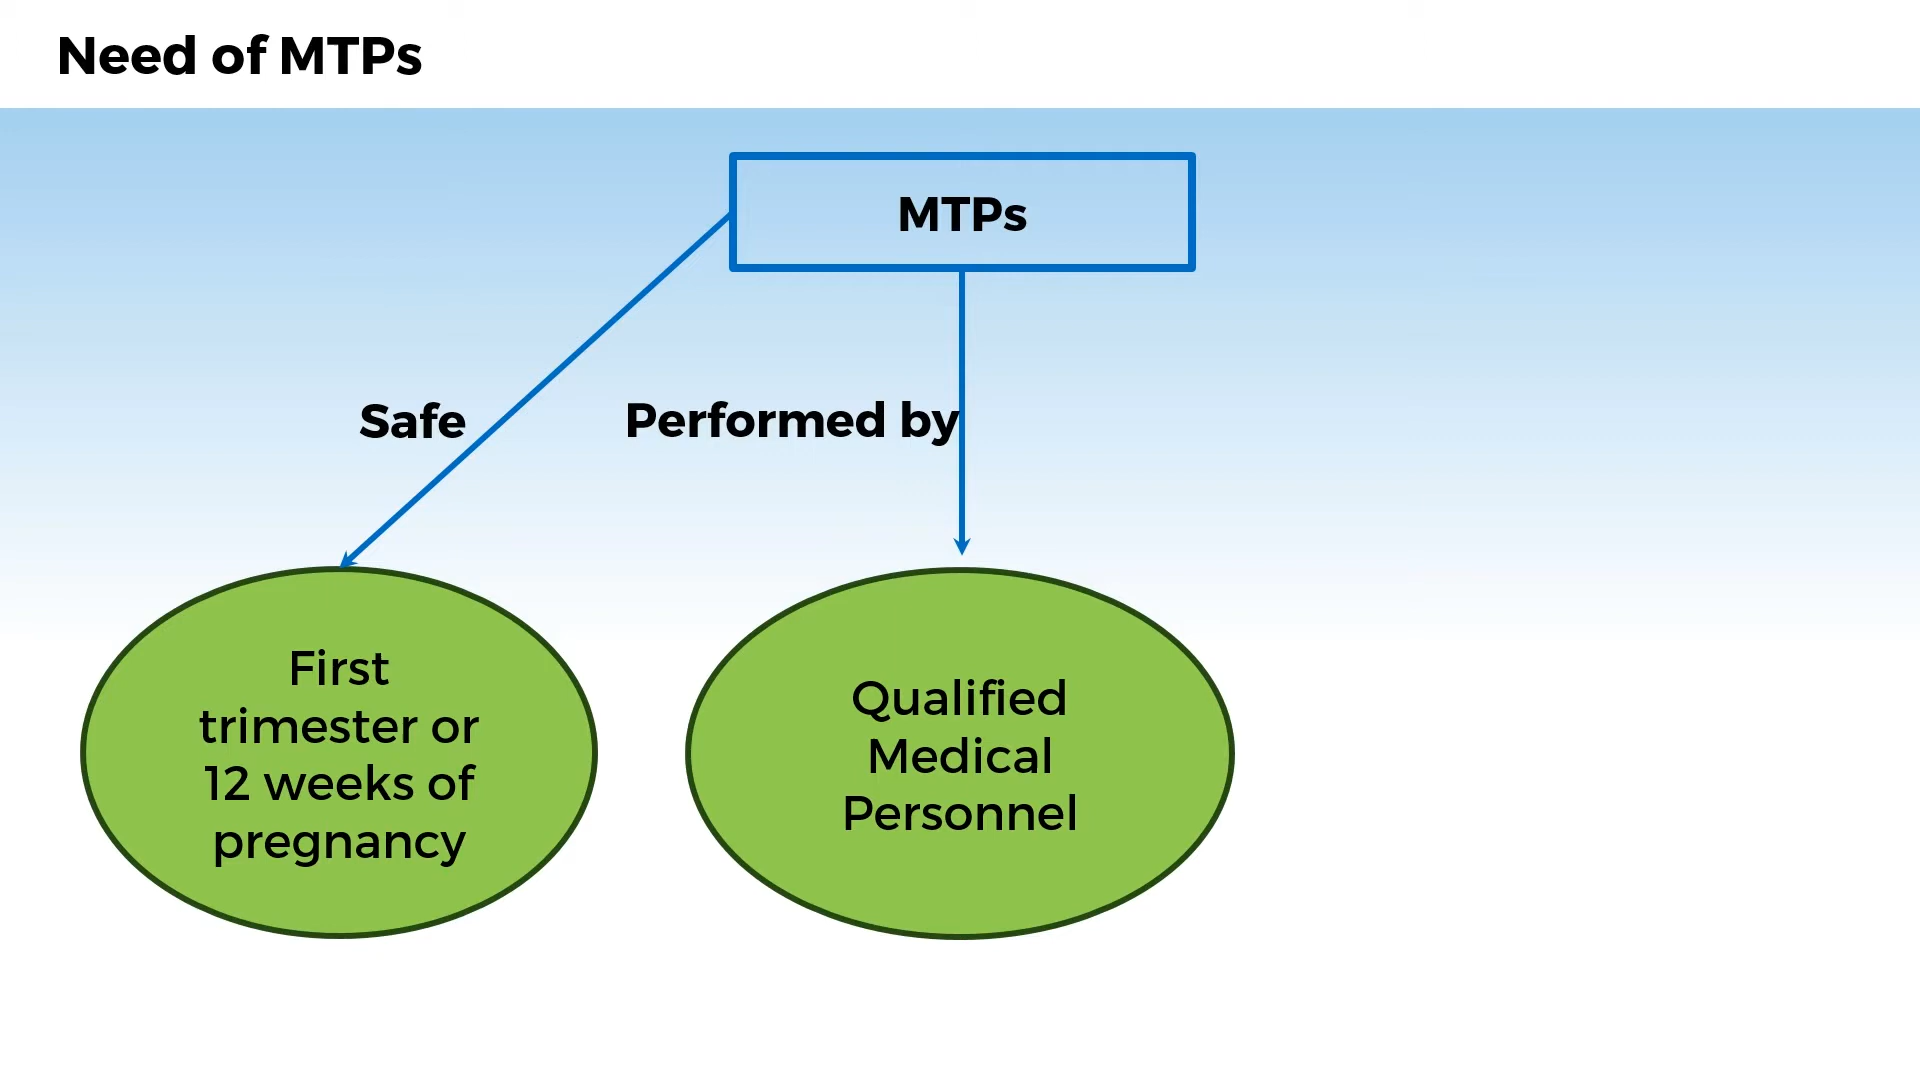 Need of MTPs
MTPs
Safe
Performed by
First
trimester or
12 weeks of
pregnancy
Qualified
Medical
Personnel